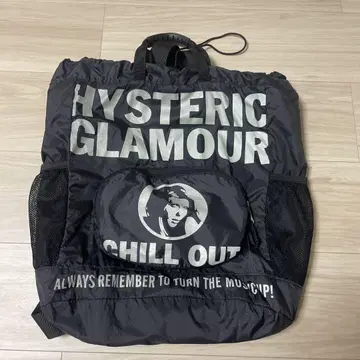 HYSTERIC
GLAMOUR
CHILL OUT
ALWAYS REMEMBER TO TURN THE MUSIC UP!